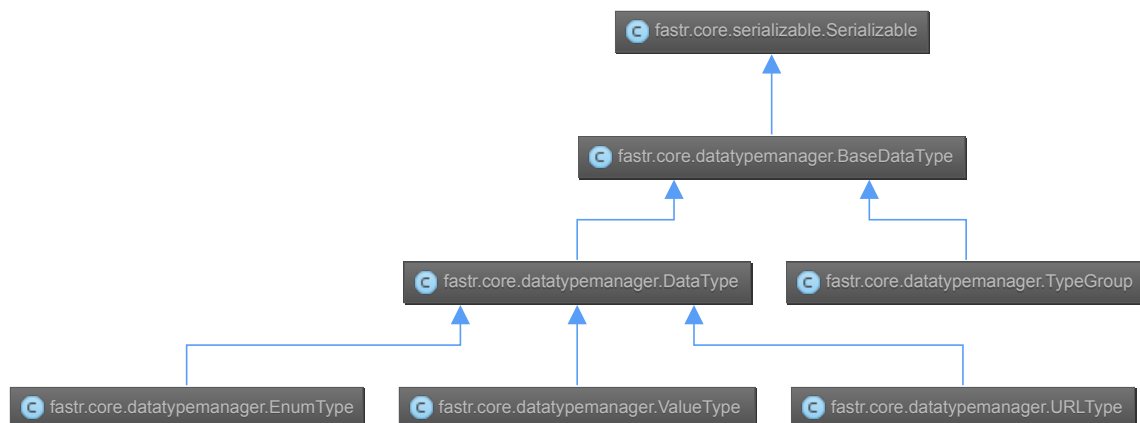 C fastr.core.serializable.Serializable
C fastr.core.datatypemanager.BaseDataType
C fastr.core.datatypemanager.DataType
C fastr.core.datatypemanager.TypeGroup
C fastr.core.datatypemanager.EnumType
C fastr.core.datatypemanager.ValueType
C fastr.core.datatypemanager.URLType